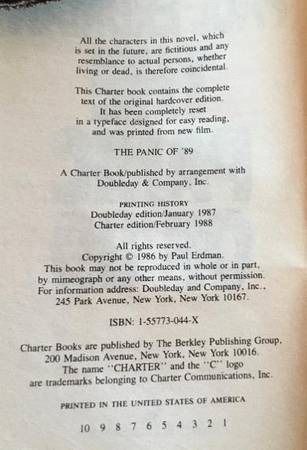 All the characters in this novel, which
is set in the future, are fictitious and any
resemblance to actual persons, whether
living or dead, is therefore coincidental.
This Charter book contains the complete
text of the original hardcover edition.
It has been completely reset
in a typeface designed for easy reading,
and was printed from new film.
THE PANIC OF '89
A Charter Book/published by arrangement with
Doubleday & Company, Inc.
PRINTING HISTORY
Doubleday edition/January 1987
Charter edition/February 1988
All rights reserved.
Copyright © 1986 by Paul Erdman.
This book may not be reproduced in whole or in part,
by mimeograph or any other means, without permission.
For information address: Doubleday and Company, Inc.,
245 Park Avenue, New York, New York 10167.
ISBN: 1-55773-044-X
Charter Books are published by The Berkley Publishing Group,
200 Madison Avenue, New York, New York 10016.
The name "CHARTER" and the "C" logo
are trademarks belonging to Charter Communications, Inc.
PRINTED IN THE UNITED STATES OF AMERICA
10 9 8 7 6 5 4 3 2 1